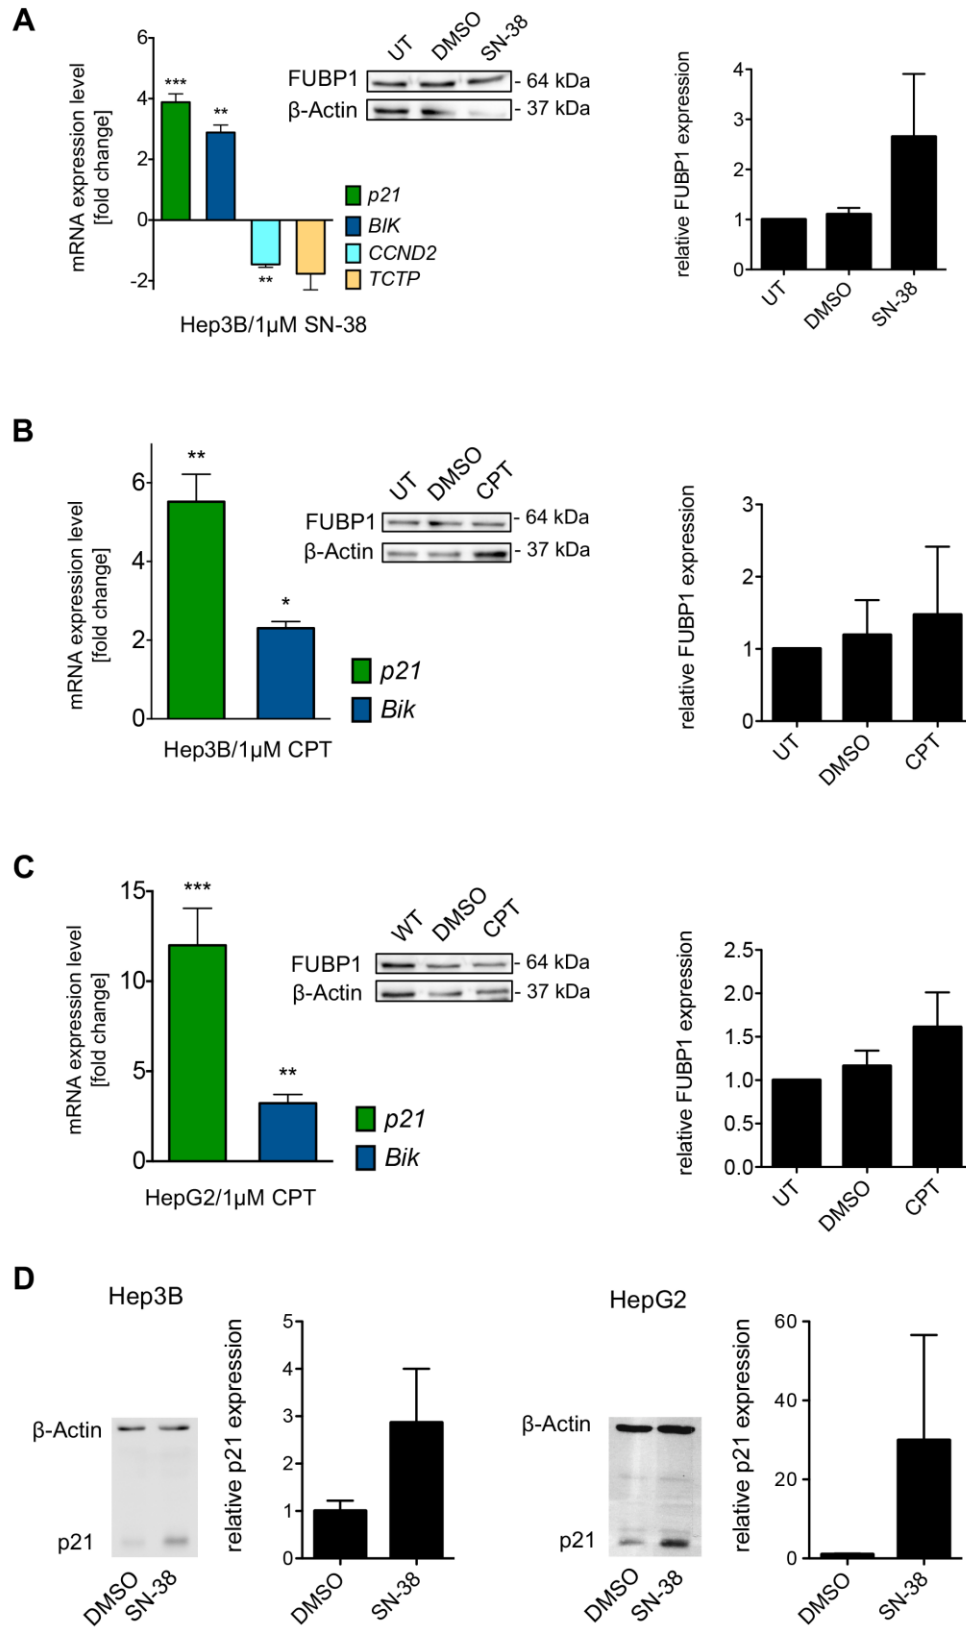 A
mRNA expression level
[fold change]
6
4
2
0
-2
***
**
**
Hep3B/1µM SN-38
p21
BIK
CCND2
TCTP
UT DMSO SN-38
FUBP1 - 64 kDa
β-Actin - 37 kDa
relative FUBP1 expression
4
3
2
1
0
UT DMSO SN-38
B
mRNA expression level
[fold change]
6
4
2
0
**
*
Hep3B/1µM CPT
p21
Bik
UT DMSO CPT
FUBP1 - 64 kDa
β-Actin - 37 kDa
relative FUBP1 expression
3
2
1
0
UT DMSO CPT
C
mRNA expression level
[fold change]
15
10
5
0
***
**
HepG2/1µM CPT
p21
Bik
WT DMSO CPT
FUBP1 - 64 kDa
β-Actin - 37 kDa
relative FUBP1 expression
2.5
2.0
1.5
1.0
0.5
0.0
UT DMSO CPT
D
Hep3B
β-Actin
p21
DMSO SN-38
relative p21 expression
5
4
3
2
1
0
DMSO SN-38
HepG2
β-Actin
p21
DMSO SN-38
relative p21 expression
60
40
20
0
DMSO SN-38